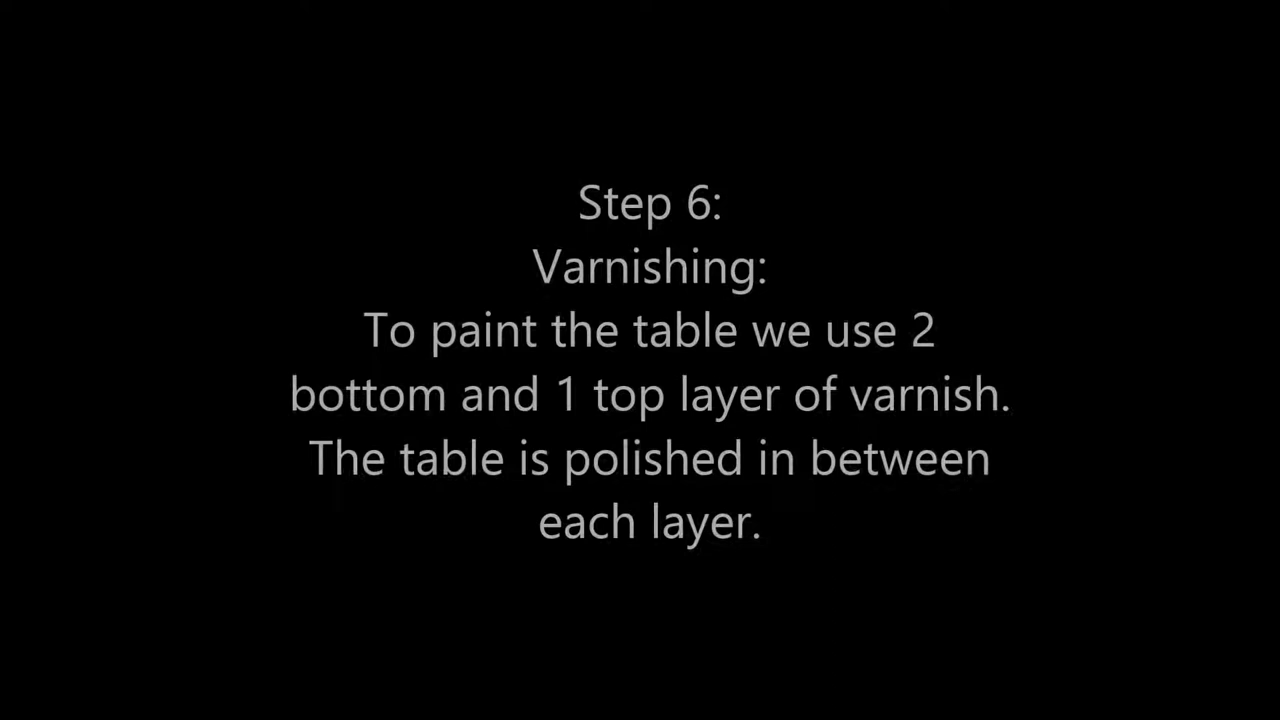 Step 6:
Varnishing:
To paint the table we use 2
bottom and 1 top layer of varnish.
The table is polished in between
each layer.